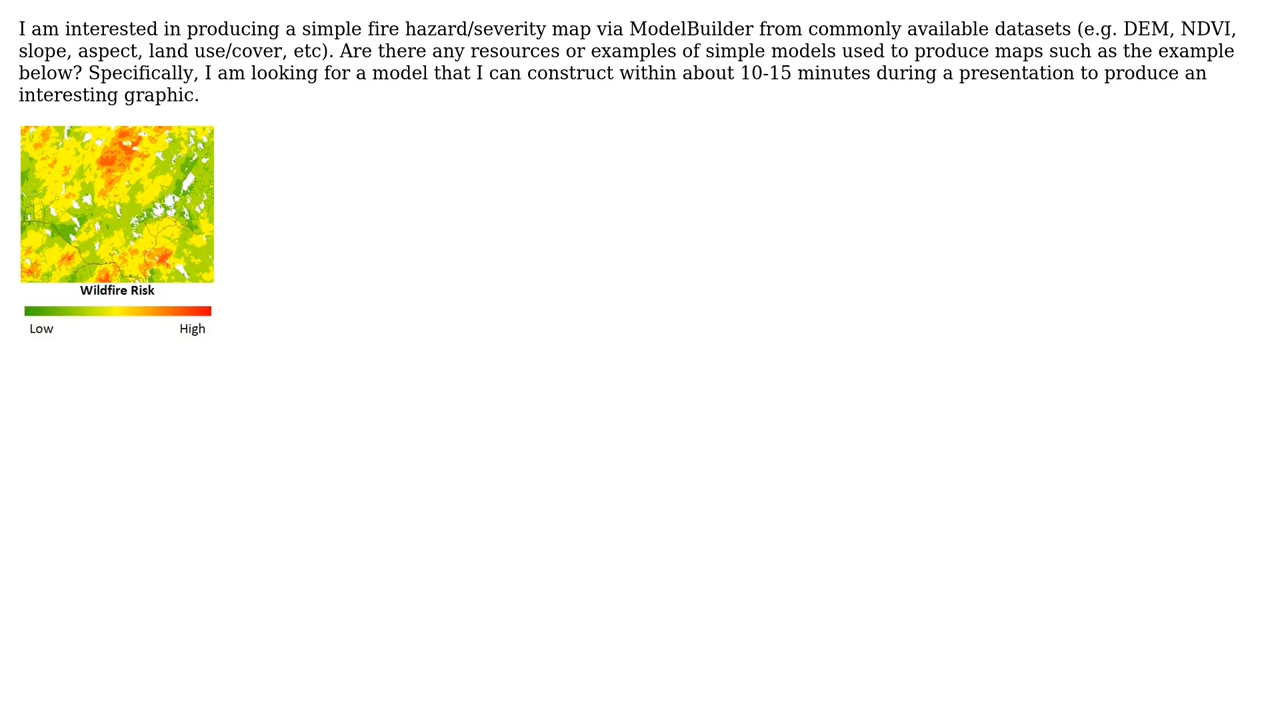 I am interested in producing a simple fire hazard/severity map via ModelBuilder from commonly available datasets (e.g. DEM, NDVI,
slope, aspect, land use/cover, etc). Are there any resources or examples of simple models used to produce maps such as the example
below? Specifically, I am looking for a model that I can construct within about 10-15 minutes during a presentation to produce an
interesting graphic.
Wildfire Risk
Low High